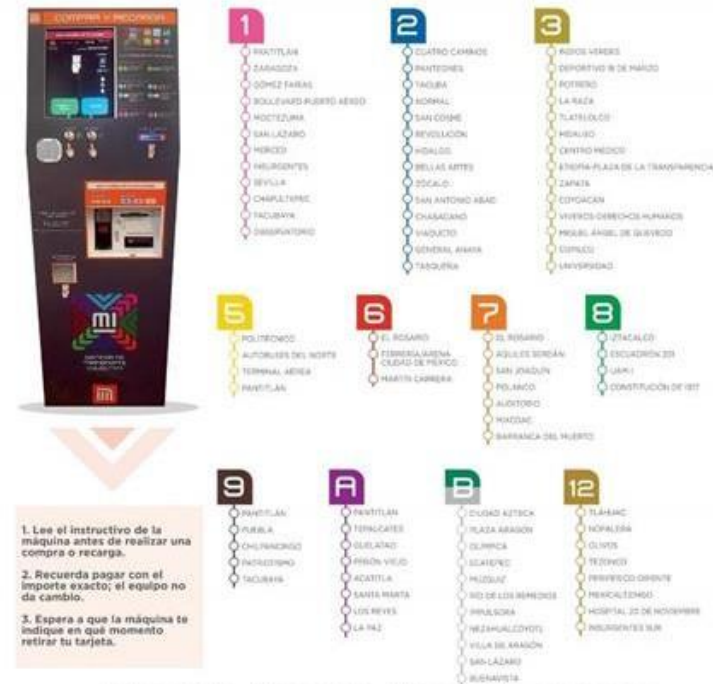 COMPRA Y RECARGA
MI
1
PANTITLÁN
ZARAGOZA
GÓMEZ FARÍAS
BOULEVARD PUERTO AÉREO
MOCTEZUMA
SAN LÁZARO
MERCED
INSURGENTES
SEVILLA
CHAPULTEPEC
TACUBAYA
OBSERVATORIO
2
CUATRO CAMINOS
PANTEONES
TACUBA
NORMAL
SAN COSME
REVOLUCIÓN
HIDALGO
BELLAS ARTES
ZÓCALO
SAN ANTONIO ABAD
CHABACANO
VIADUCTO
GENERAL ANAYA
TASQUEÑA
3
INDIOS VERDES
DEPORTIVO 18 DE MARZO
POTRERO
LA RAZA
TLATELOLCO
HIDALGO
CENTRO MÉDICO
ETIOPÍA-PLAZA DE LA TRANSPARENCIA
ZAPATA
COYOACÁN
VIVEROS-DERECHOS HUMANOS
MIGUEL ÁNGEL DE QUEVEDO
COPILCO
UNIVERSIDAD
5
POLITÉCNICO
AUTOBUSES DEL NORTE
TERMINAL AÉREA
PANTITLÁN
6
EL ROSARIO
FERRERÍA/ARENA
CIUDAD DE MÉXICO
MARTÍN CARRERA
7
EL ROSARIO
AQUILES SERDÁN
SAN JOAQUÍN
POLANCO
AUDITORIO
MIXCOAC
BARRANCA DEL MUERTO
8
IZTACALCO
ESCUADRÓN 201
UAM-I
CONSTITUCIÓN DE 1917
9
PANTITLÁN
PUEBLA
CHILPANCINGO
PATRIOTISMO
TACUBAYA
A
PANTITLÁN
TEPALCATES
GUELATAO
PEÑÓN VIEJO
ACATITLA
SANTA MARTA
LOS REYES
LA PAZ
B
CIUDAD AZTECA
PLAZA ARAGÓN
OLÍMPICA
ECATEPEC
MÚZQUIZ
RÍO DE LOS REMEDIOS
IMPULSORA
NEZAHUALCÓYOTL
VILLA DE ARAGÓN
SAN LÁZARO
BUENAVISTA
12
TLÁHUAC
NOPALERA
OLIVOS
TEZONCO
PERIFÉRICO ORIENTE
MEXICALTZINGO
HOSPITAL 20 DE NOVIEMBRE
INSURGENTES SUR
1. Lee el instructivo de la
máquina antes de realizar una
compra o recarga.
2. Recuerda pagar con el
importe exacto; el equipo no
da cambio.
3. Espera a que la máquina te
indique en qué momento
retirar tu tarjeta.